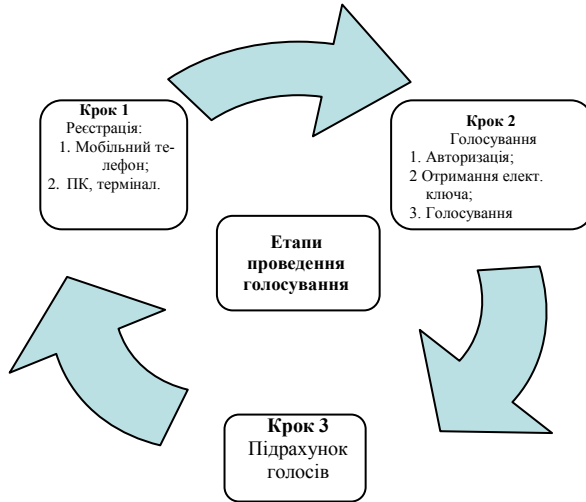 Крок 1
Реєстрація:
1. Мобільний те-
лефон;
2. ПК, термінал.
Крок 2
Голосування
1. Авторизація;
2 Отримання елект.
ключа;
3. Голосування
Етапи
проведення
голосування
Крок 3
Підрахунок
голосів